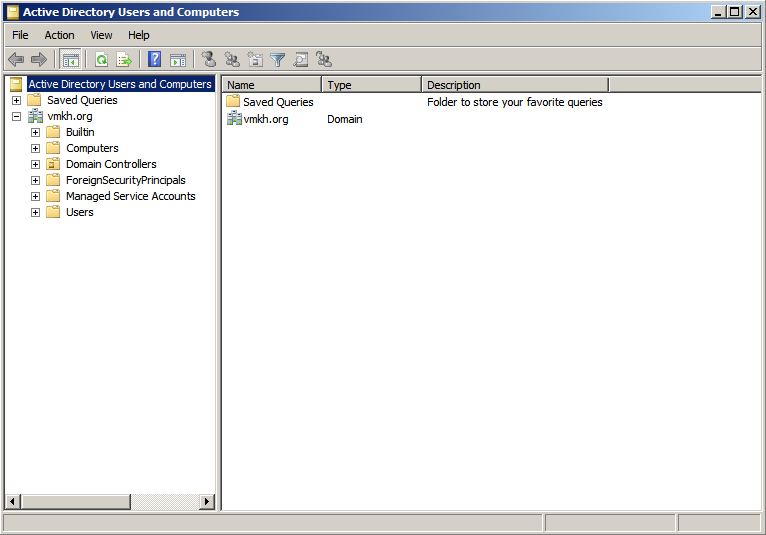 Active Directory Users and Computers
File Action View Help
Active Directory Users and Computers
Saved Queries
vmkh.org
Builtin
Computers
Domain Controllers
ForeignSecurityPrincipals
Managed Service Accounts
Users
Name Type Description
Saved Queries Folder to store your favorite queries
vmkh.org Domain